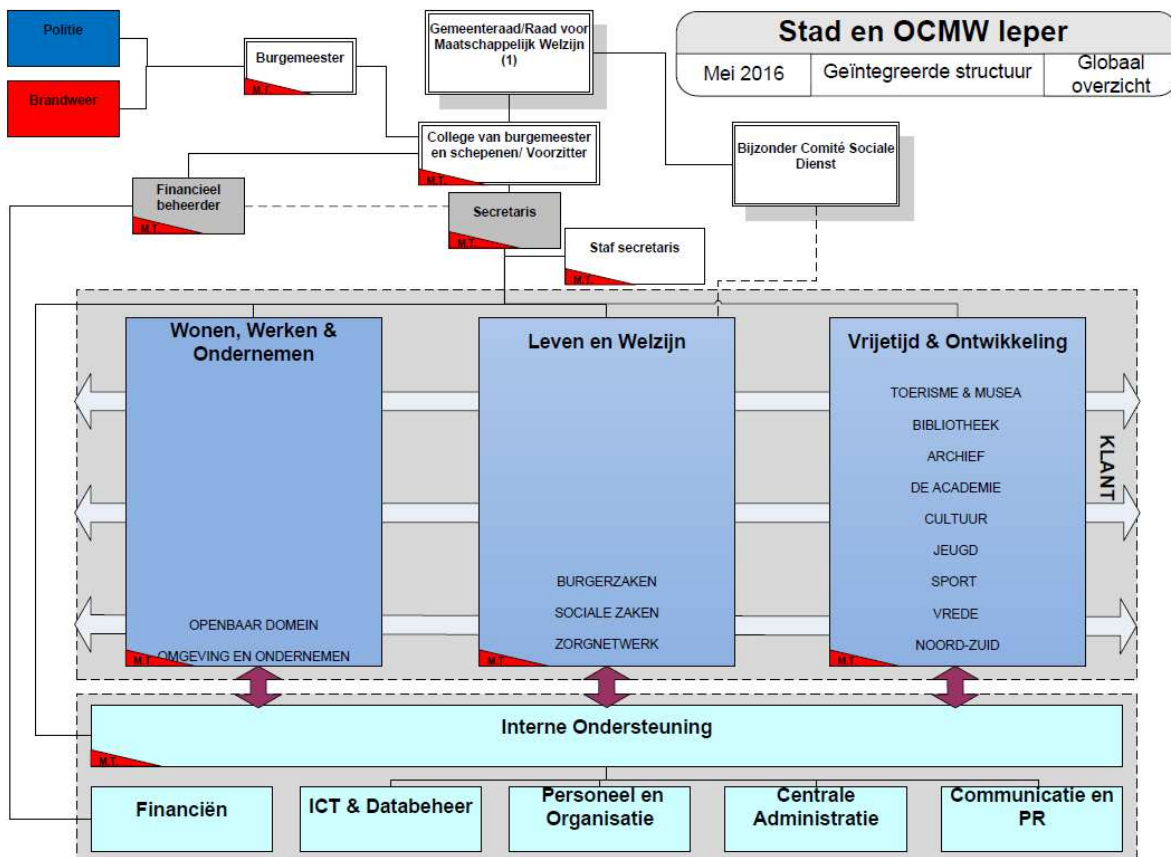 Politie
Brandweer
Burgemeester
M.T.
Gemeenteraad/Raad voor
Maatschappelijk Welzijn
(1)
Stad en OCMW Ieper
Mei 2016
Geïntegreerde structuur
Globaal
overzicht
College van burgemeester
en schepenen/ Voorzitter
M.T.
Bijzonder Comité Sociale
Dienst
Financieel
beheerder
M.T.
Secretaris
M.T.
Staf secretaris
M.T.
Wonen, Werken &
Ondernemen
OPENBAAR DOMEIN
OMGEVING EN ONDERNEMEN
M.T.
Leven en Welzijn
BURGERZAKEN
SOCIALE ZAKEN
ZORGNETWERK
M.T.
Vrijetijd & Ontwikkeling
TOERISME & MUSEA
BIBLIOTHEEK
ARCHIEF
DE ACADEMIE
CULTUUR
JEUGD
SPORT
VREDE
NOORD-ZUID
M.T.
KLANT
Interne Ondersteuning
M.T.
Financiën
ICT & Databeheer
Personeel en
Organisatie
Centrale
Administratie
Communicatie en
PR